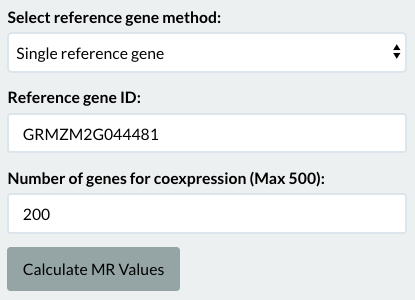 Select reference gene method:
Single reference gene
Reference gene ID:
GRMZM2G044481
Number of genes for coexpression (Max 500):
200
Calculate MR Values